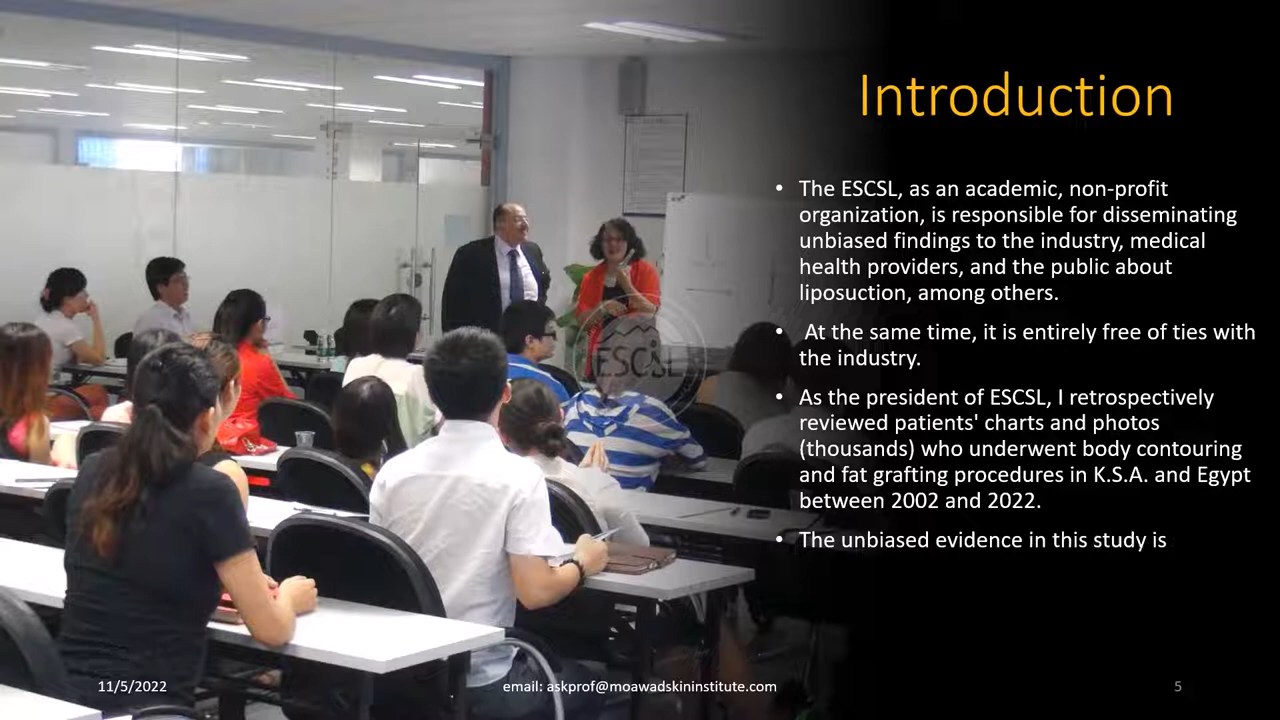 Introduction
• The ESCSL, as an academic, non-profit
organization, is responsible for disseminating
unbiased findings to the industry, medical
health providers, and the public about
liposuction, among others.
• At the same time, it is entirely free of ties with
the industry.
• As the president of ESCSL, I retrospectively
reviewed patients' charts and photos
(thousands) who underwent body contouring
and fat grafting procedures in K.S.A. and Egypt
between 2002 and 2022.
• The unbiased evidence in this study is
ESCSL
11/5/2022
email: askprof@moawadskininstitute.com
5